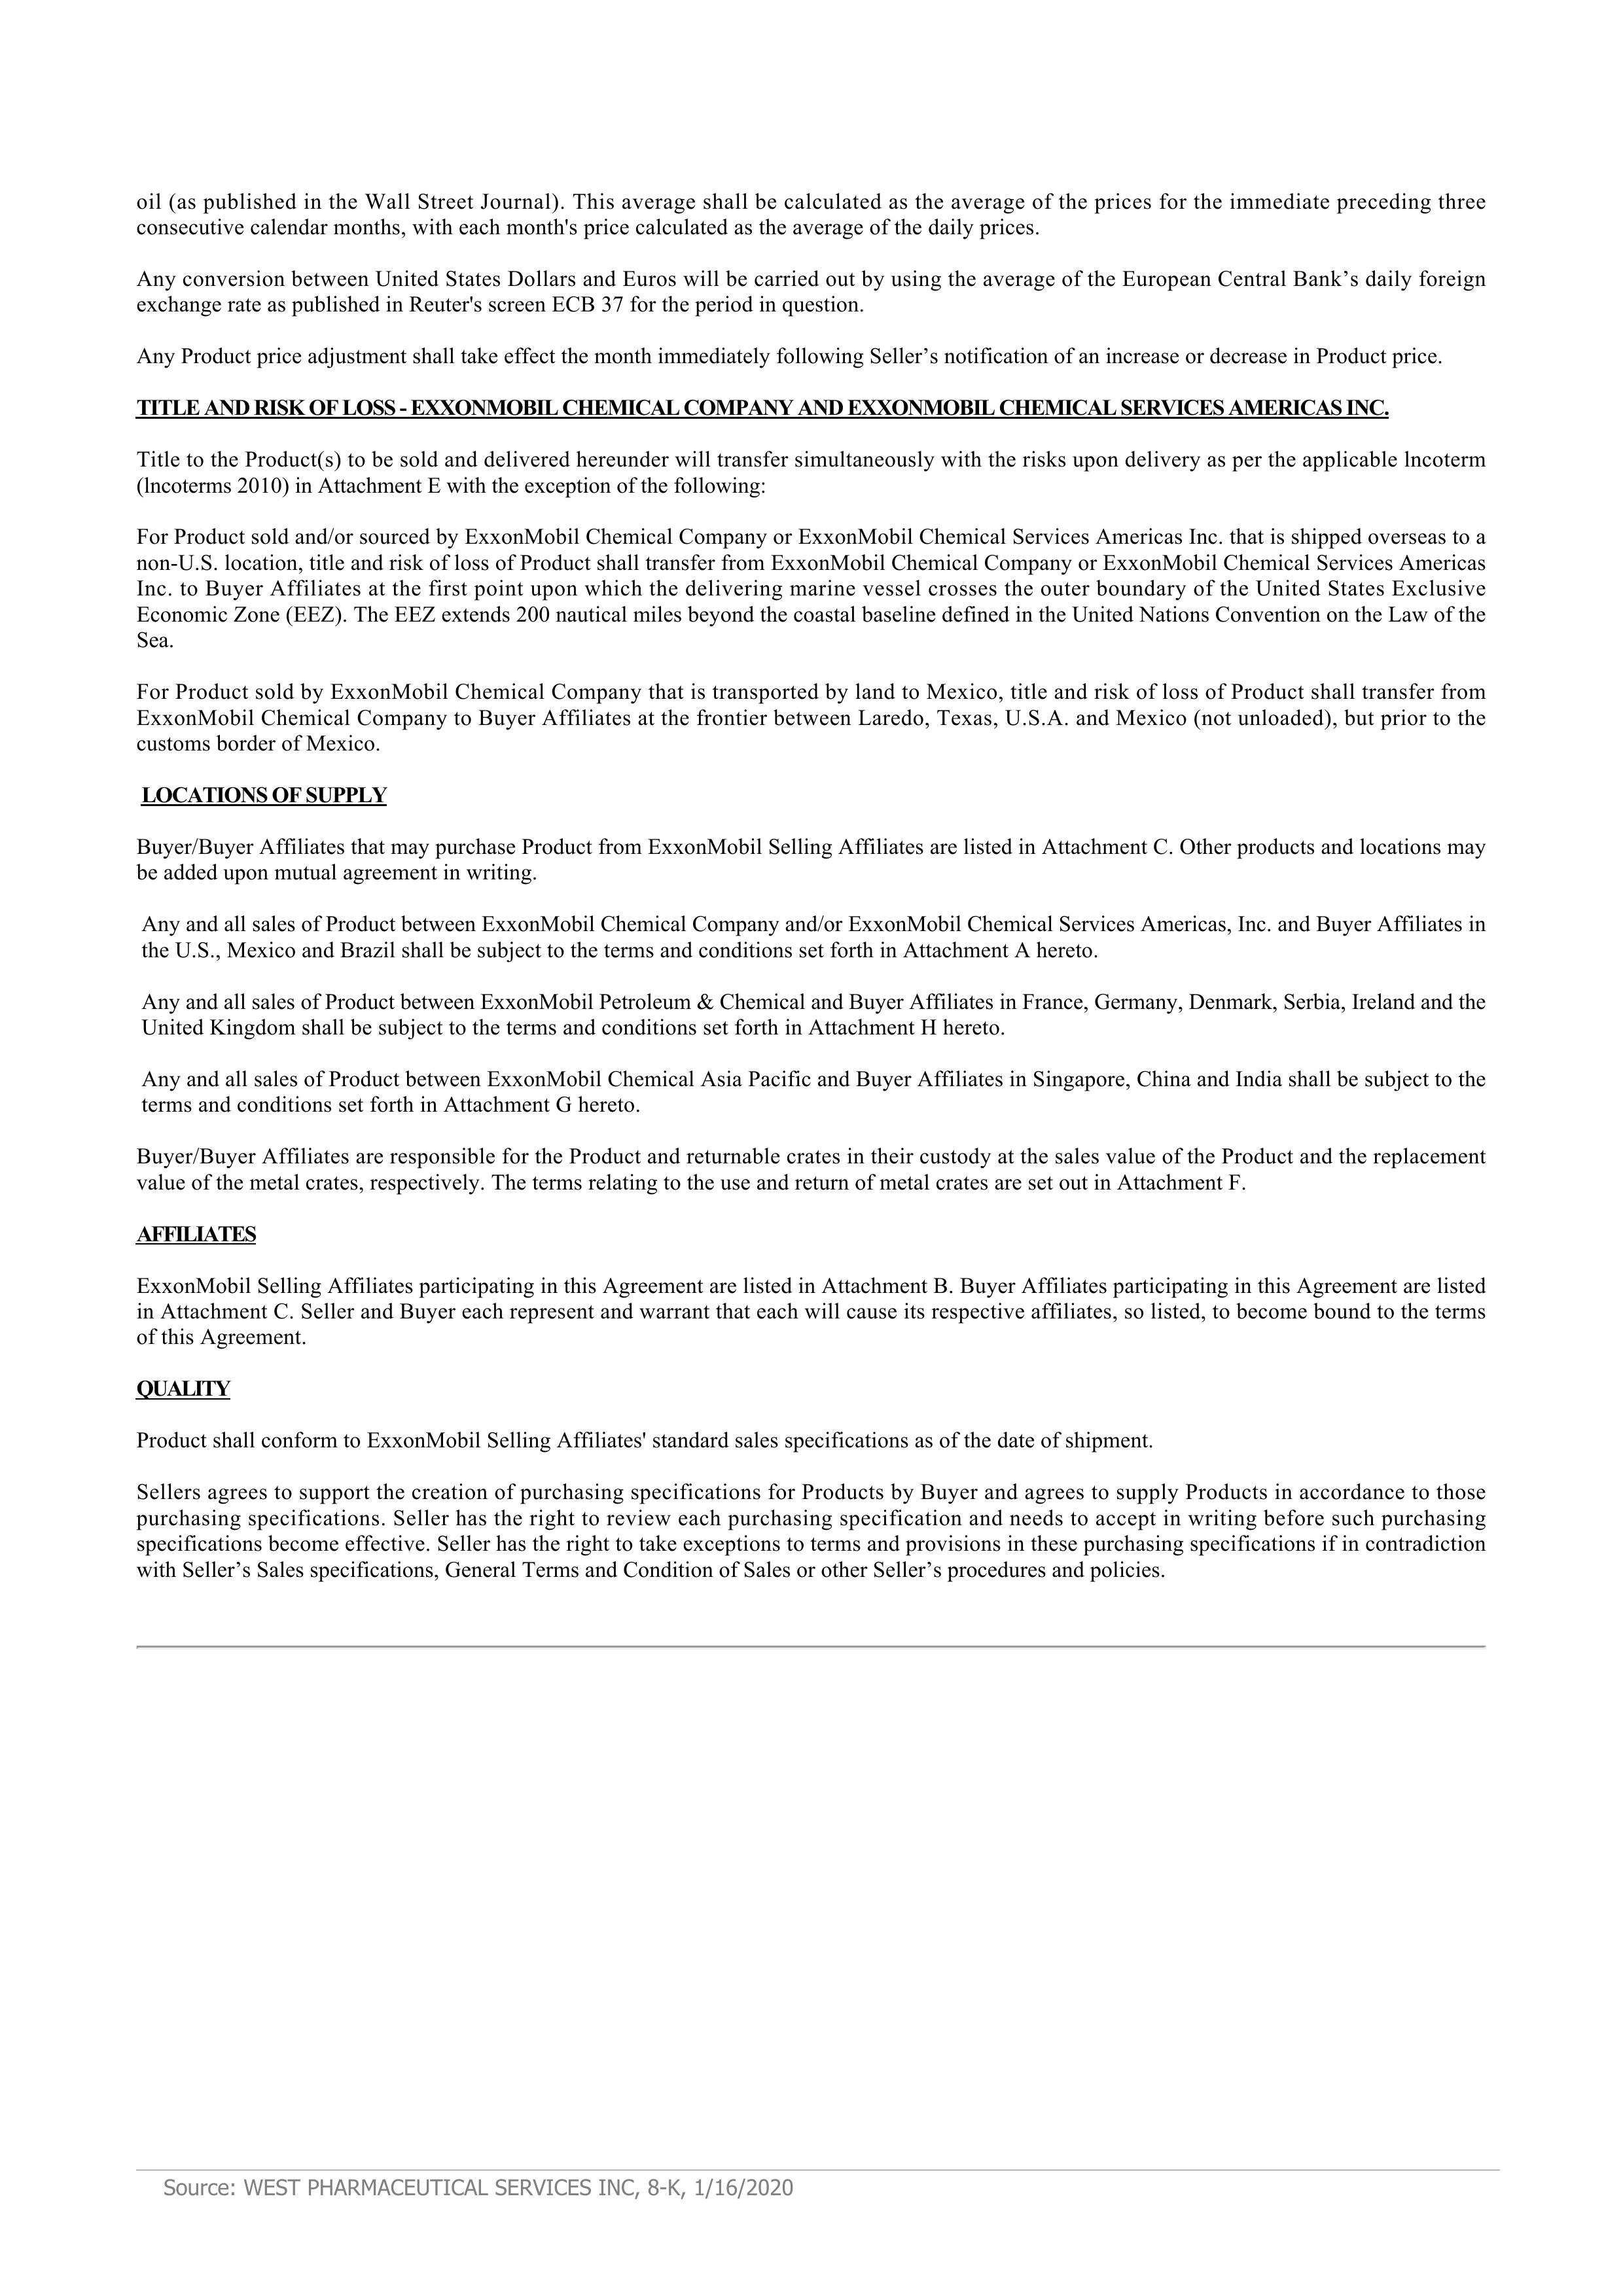 oil (as published in the Wall Street Journal). This average shall be calculated as the average of the prices for the immediate preceding three
consecutive calendar months, with each month's price calculated as the average of the daily prices.
Any conversion between United States Dollars and Euros will be carried out by using the average of the European Central Bank’s daily foreign
exchange rate as published in Reuter's screen ECB 37 for the period in question.
Any Product price adjustment shall take effect the month immediately following Seller’s notification of an increase or decrease in Product price.
TITLE AND RISK OF LOSS - EXXONMOBIL CHEMICAL COMPANY AND EXXONMOBIL CHEMICAL SERVICES AMERICAS INC.
Title to the Product(s) to be sold and delivered hereunder will transfer simultaneously with the risks upon delivery as per the applicable lncoterm
(lncoterms 2010) in Attachment E with the exception of the following:
For Product sold and/or sourced by ExxonMobil Chemical Company or ExxonMobil Chemical Services Americas Inc. that is shipped overseas to a
non-U.S. location, title and risk of loss of Product shall transfer from ExxonMobil Chemical Company or ExxonMobil Chemical Services Americas
Inc. to Buyer Affiliates at the first point upon which the delivering marine vessel crosses the outer boundary of the United States Exclusive
Economic Zone (EEZ). The EEZ extends 200 nautical miles beyond the coastal baseline defined in the United Nations Convention on the Law of the
Sea.
For Product sold by ExxonMobil Chemical Company that is transported by land to Mexico, title and risk of loss of Product shall transfer from
ExxonMobil Chemical Company to Buyer Affiliates at the frontier between Laredo, Texas, U.S.A. and Mexico (not unloaded), but prior to the
customs border of Mexico.
LOCATIONS OF SUPPLY
Buyer/Buyer Affiliates that may purchase Product from ExxonMobil Selling Affiliates are listed in Attachment C. Other products and locations may
be added upon mutual agreement in writing.
Any and all sales of Product between ExxonMobil Chemical Company and/or ExxonMobil Chemical Services Americas, Inc. and Buyer Affiliates in
the U.S., Mexico and Brazil shall be subject to the terms and conditions set forth in Attachment A hereto.
Any and all sales of Product between ExxonMobil Petroleum & Chemical and Buyer Affiliates in France, Germany, Denmark, Serbia, Ireland and the
United Kingdom shall be subject to the terms and conditions set forth in Attachment H hereto.
Any and all sales of Product between ExxonMobil Chemical Asia Pacific and Buyer Affiliates in Singapore, China and India shall be subject to the
terms and conditions set forth in Attachment G hereto.
Buyer/Buyer Affiliates are responsible for the Product and returnable crates in their custody at the sales value of the Product and the replacement
value of the metal crates, respectively. The terms relating to the use and return of metal crates are set out in Attachment F.
AFFILIATES
ExxonMobil Selling Affiliates participating in this Agreement are listed in Attachment B. Buyer Affiliates participating in this Agreement are listed
in Attachment C. Seller and Buyer each represent and warrant that each will cause its respective affiliates, so listed, to become bound to the terms
of this Agreement.
QUALITY
Product shall conform to ExxonMobil Selling Affiliates' standard sales specifications as of the date of shipment.
Sellers agrees to support the creation of purchasing specifications for Products by Buyer and agrees to supply Products in accordance to those
purchasing specifications. Seller has the right to review each purchasing specification and needs to accept in writing before such purchasing
specifications become effective. Seller has the right to take exceptions to terms and provisions in these purchasing specifications if in contradiction
with Seller’s Sales specifications, General Terms and Condition of Sales or other Seller’s procedures and policies.
Source: WEST PHARMACEUTICAL SERVICES INC, 8-K, 1/16/2020